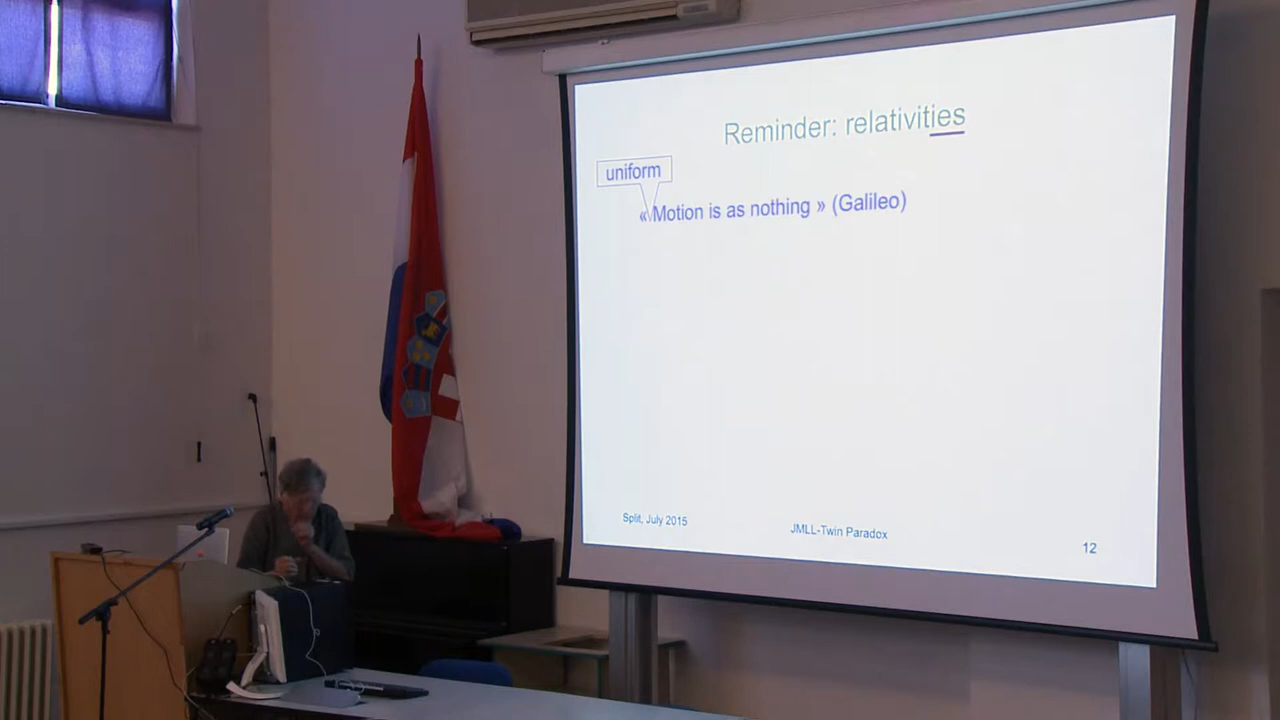 Reminder: relativities
uniform
« Motion is as nothing » (Galileo)
Split, July 2015
JMLL-Twin Paradox
12